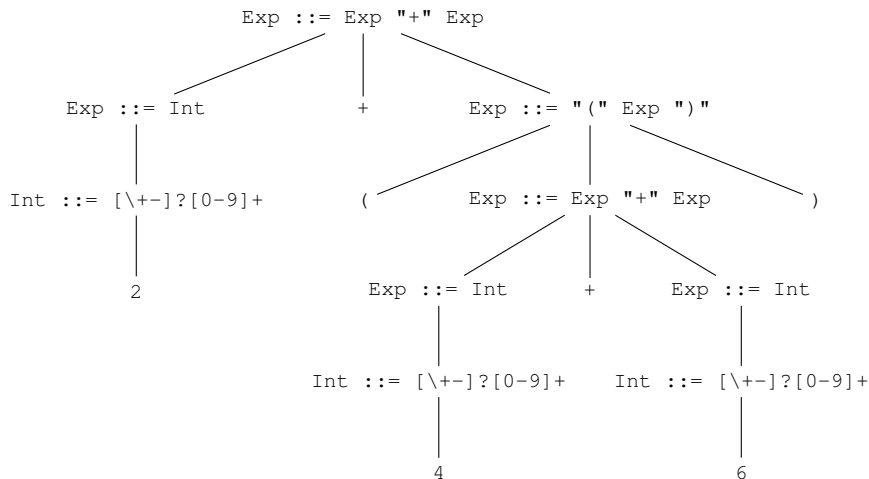 Exp ::= Exp "+" Exp
Exp ::= Int + Exp ::= "(" Exp ")"
Int ::= [\+-]?[0-9]+ ( Exp ::= Exp "+" Exp )
2 Exp ::= Int + Exp ::= Int
Int ::= [\+-]?[0-9]+ Int ::= [\+-]?[0-9]+
4 6